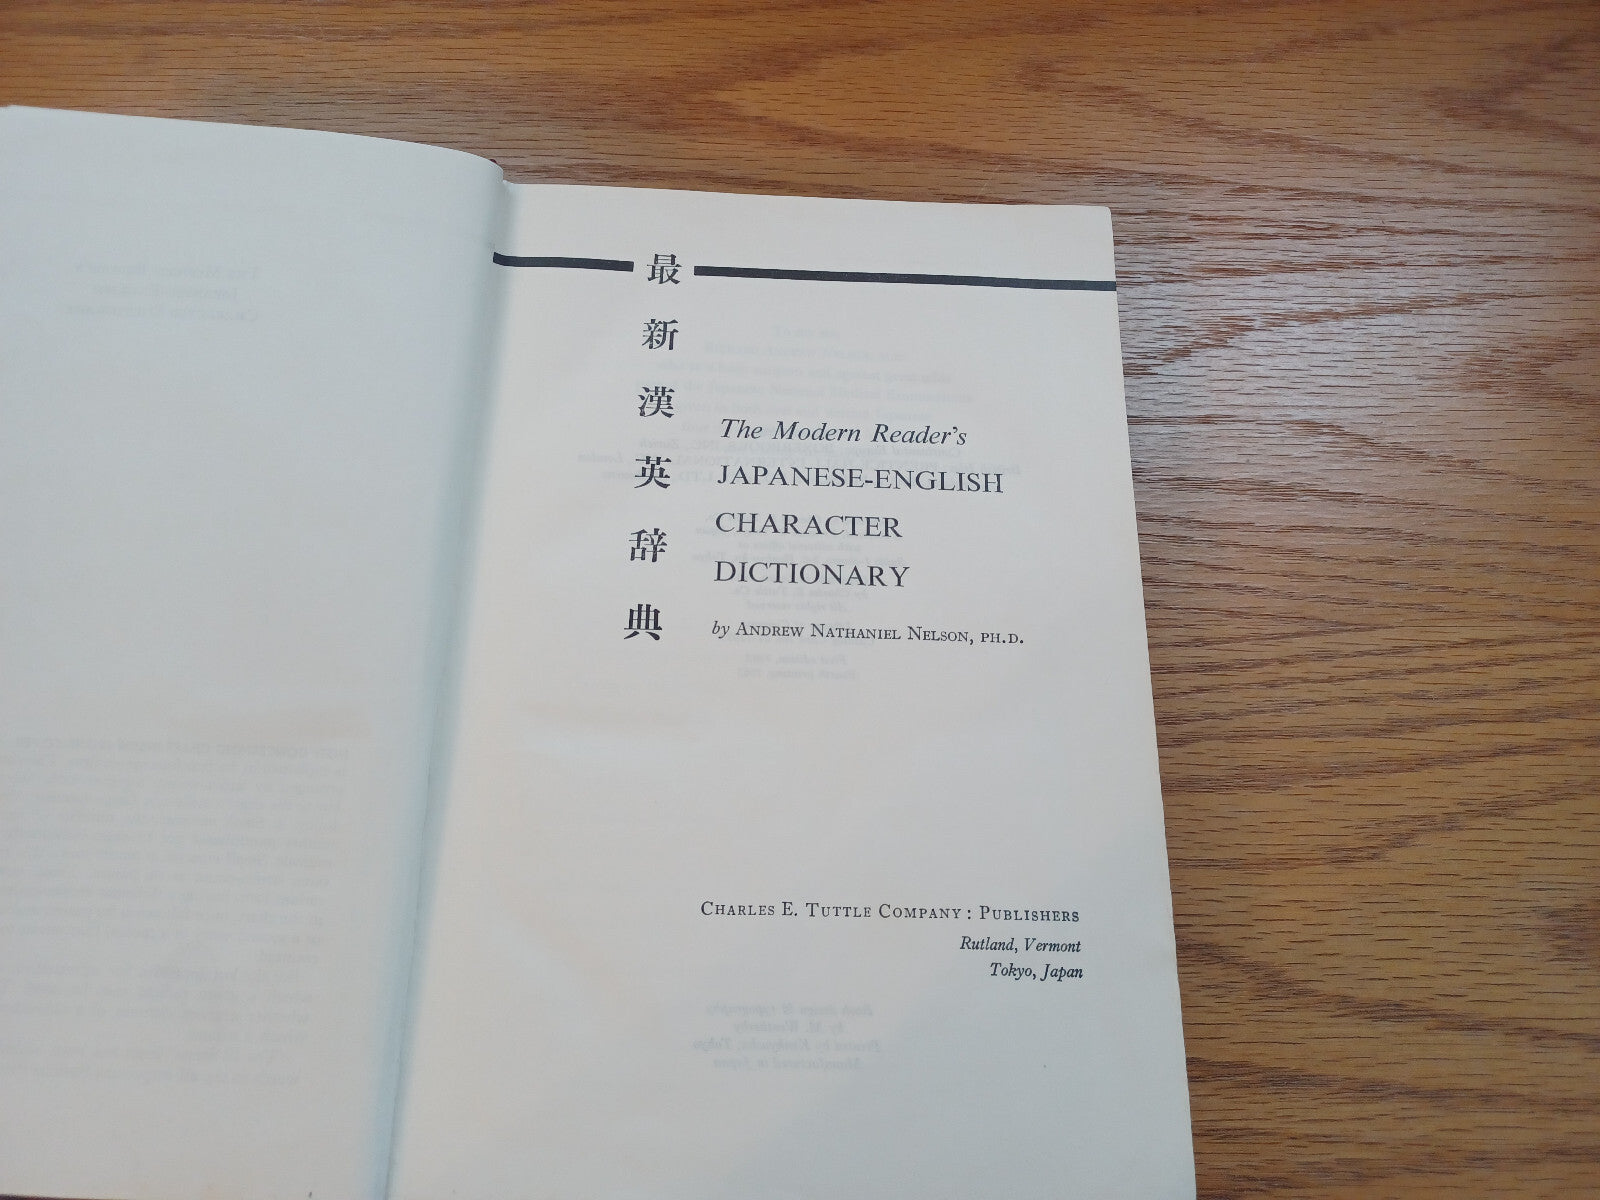 最新漢英辞典
The Modern Reader's
JAPANESE-ENGLISH
CHARACTER
DICTIONARY
by ANDREW NATHANIEL NELSON, PH.D.
CHARLES E. TUTTLE COMPANY: PUBLISHERS
Rutland, Vermont
Tokyo, Japan